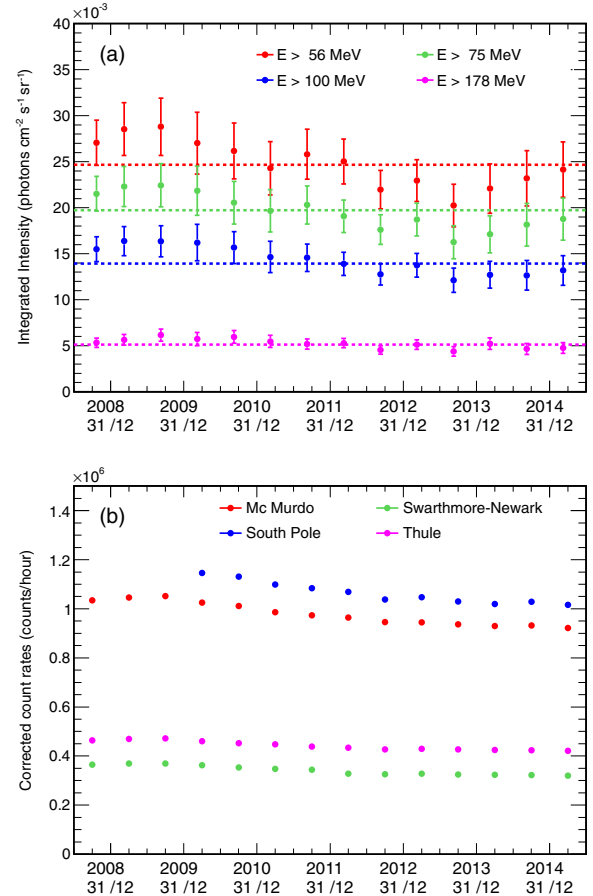 ×10⁻³
(a)
E > 56 MeV
E > 75 MeV
E > 100 MeV
E > 178 MeV
Integrated Intensity (photons cm⁻² s⁻¹ sr⁻¹)
40
35
30
25
20
15
10
5
0
2008 2009 2010 2011 2012 2013 2014
31 /12 31 /12 31 /12 31 /12 31 /12 31 /12 31 /12
×10⁶
(b)
Mc Murdo
Swarthmore-Newark
South Pole
Thule
Corrected count rates (counts/hour)
1.4
1.2
1
0.8
0.6
0.4
0.2
0
2008 2009 2010 2011 2012 2013 2014
31 /12 31 /12 31 /12 31 /12 31 /12 31 /12 31 /12